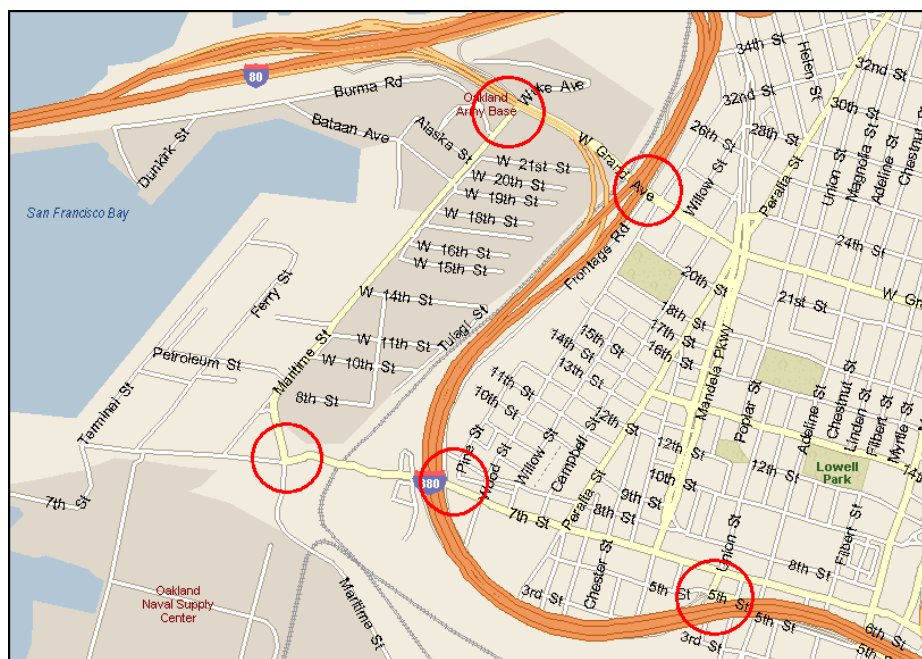 34th St
Helen St
32nd St
32nd St
30th St
80
Burma Rd
Wake Ave
Oakland
Army Base
Bataan Ave
Alaska St
Dunkirk St
W Grand
Ave
26th St
28th St
Willow St
Peralta St
Union St
Magnolia St
Adeline St
Chestnut
W 21st St
W 20th St
W 19th St
W 18th St
W 16th St
W 15th St
San Francisco Bay
Frontage Rd
24th St
W Gr
20th St
21st St
18th St
17th St
16th St
15th St
14th St
13th St
Ferry St
W 14th St
Tulagi St
Maritime St
W 11th St
W 10th St
8th St
Petroleum St
Terminal St
7th St
Mandela Pkwy
Poplar St
Adeline St
Chestnut St
Linden St
Filbert St
Myrtle
11th St
10th St
12th St
12th St
12th St
14th
Lowell
Park
Pine St
Wood St
Willow St
Campbell St
Peralta St
880
10th St
9th St
8th St
7th St
Union St
Filbert St
8th St
3rd St
Chester St
5th St
5th St
5th St
6th St
5th St
3rd St
Oakland
Naval Supply
Center
Maritime St